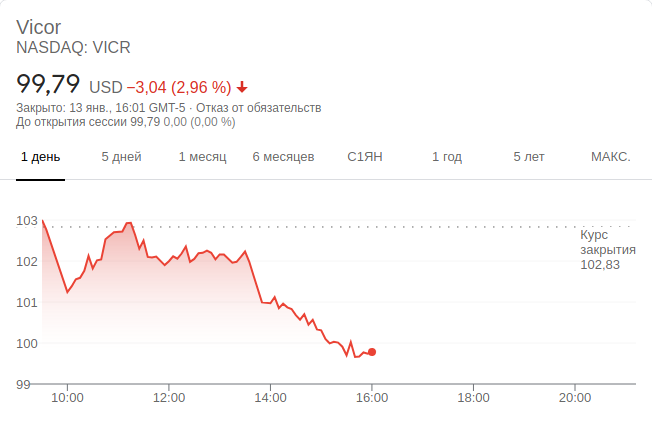 Vicor
NASDAQ: VICR
99,79 USD −3,04 (2,96 %)
Закрыто: 13 янв., 16:01 GMT-5 · Отказ от обязательств
До открытия сессии 99,79 0,00 (0,00 %)
1 день 5 дней 1 месяц 6 месяцев С1ЯН 1 год 5 лет МАКС.
103
Курс
закрытия
102,83
102
101
100
99
10:00 12:00 14:00 16:00 18:00 20:00